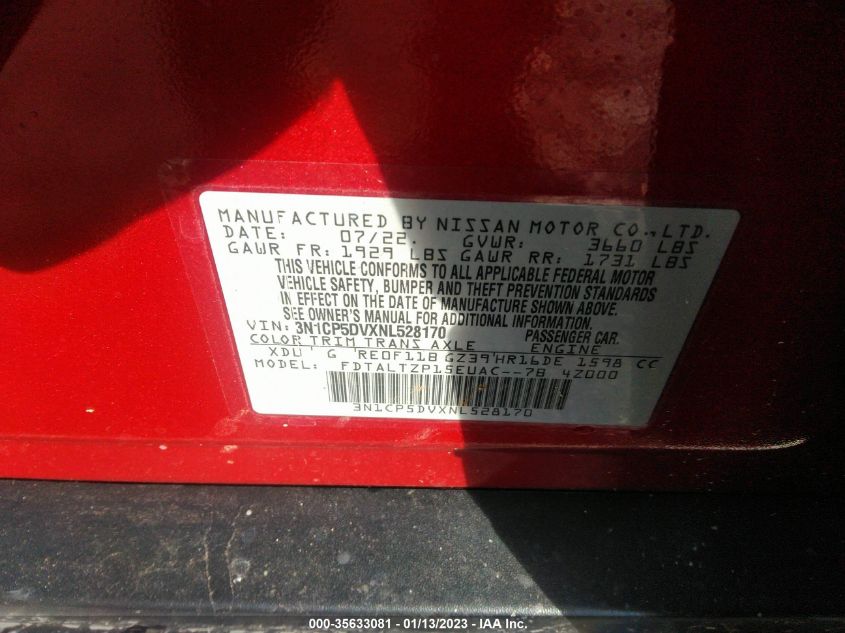 MANUFACTURED BY NISSAN MOTOR CO.,LTD.
DATE: 07/22. GVWR: 3660 LBS
GAWR FR: 1929 LBS GAWR RR: 1731 LBS
THIS VEHICLE CONFORMS TO ALL APPLICABLE FEDERAL MOTOR
VEHICLE SAFETY, BUMPER AND THEFT PREVENTION STANDARDS
IN EFFECT ON THE DATE OF MANUFACTURE SHOWN ABOVE.
SEE OWNER'S MANUAL FOR ADDITIONAL INFORMATION.
VIN: 3N1CP5DVXNL528170 PASSENGER CAR.
COLOR TRIM TRANS AXLE ENGINE
XDU' G 'RE0F11B GZ39'HR16DE 1598 CC
MODEL: FDTALTZP15EUAC--7B 4Z000
3N1CP5DVXNL528170
000-35633081 - 01/13/2023 - IAA Inc.